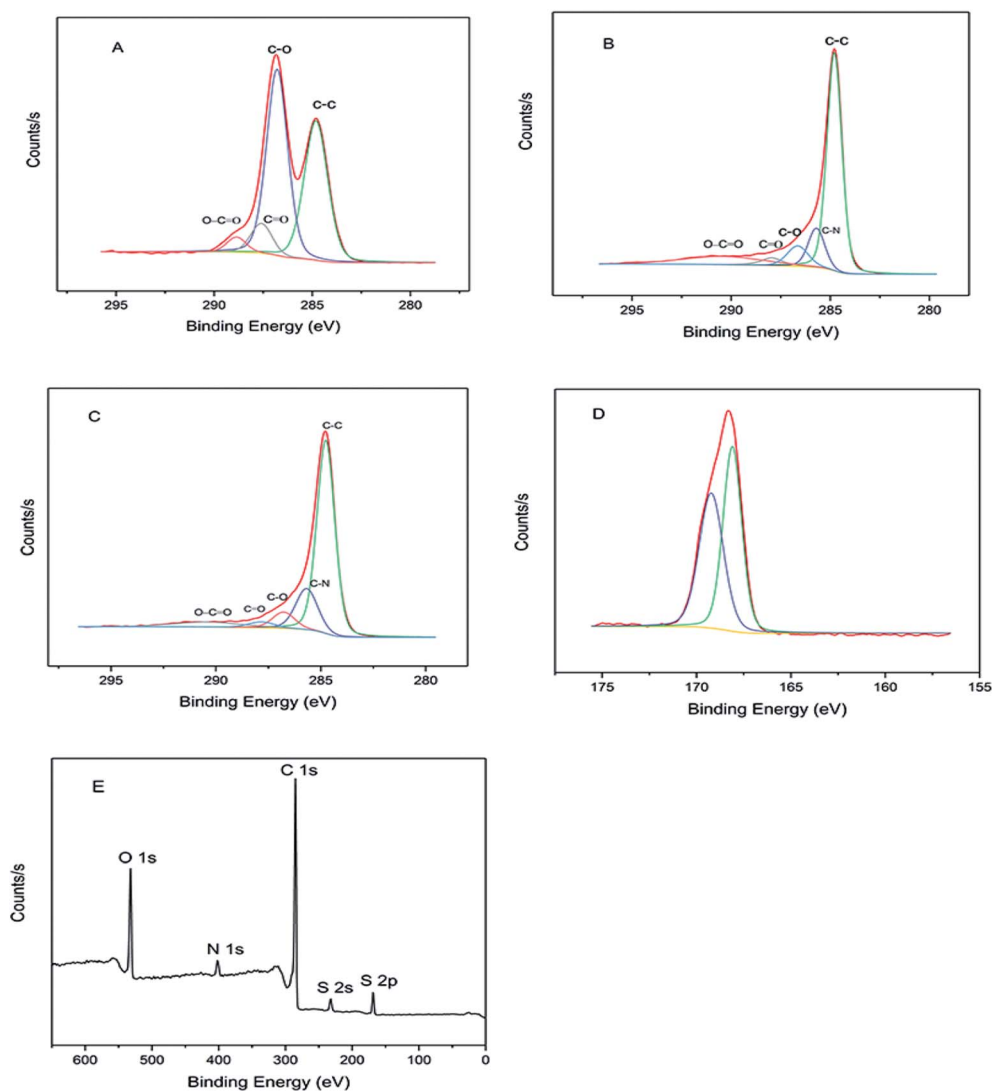 A
C-O
C-C
O-C=O
C=O
Counts/s
295 290 285 280
Binding Energy (eV)
B
C-C
O-C=O
C=O
C-O
C-N
Counts/s
295 290 285 280
Binding Energy (eV)
C
C-C
O-C=O
C=O
C-O
C-N
Counts/s
295 290 285 280
Binding Energy (eV)
D
Counts/s
175 170 165 160 155
Binding Energy (eV)
E
C 1s
O 1s
N 1s
S 2s
S 2p
Counts/s
600 500 400 300 200 100 0
Binding Energy (eV)